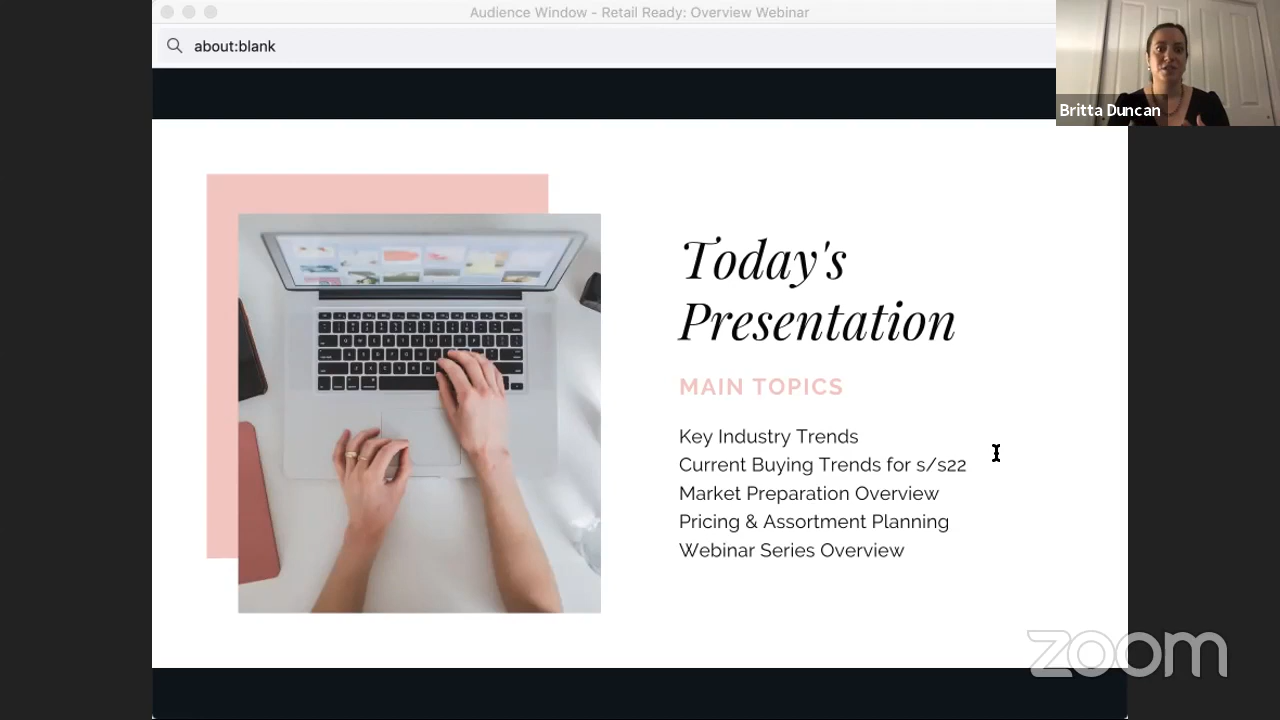 Audience Window - Retail Ready: Overview Webinar
about:blank
Britta Duncan
Today's
Presentation
MAIN TOPICS
Key Industry Trends
Current Buying Trends for s/s22
Market Preparation Overview
Pricing & Assortment Planning
Webinar Series Overview
zoom